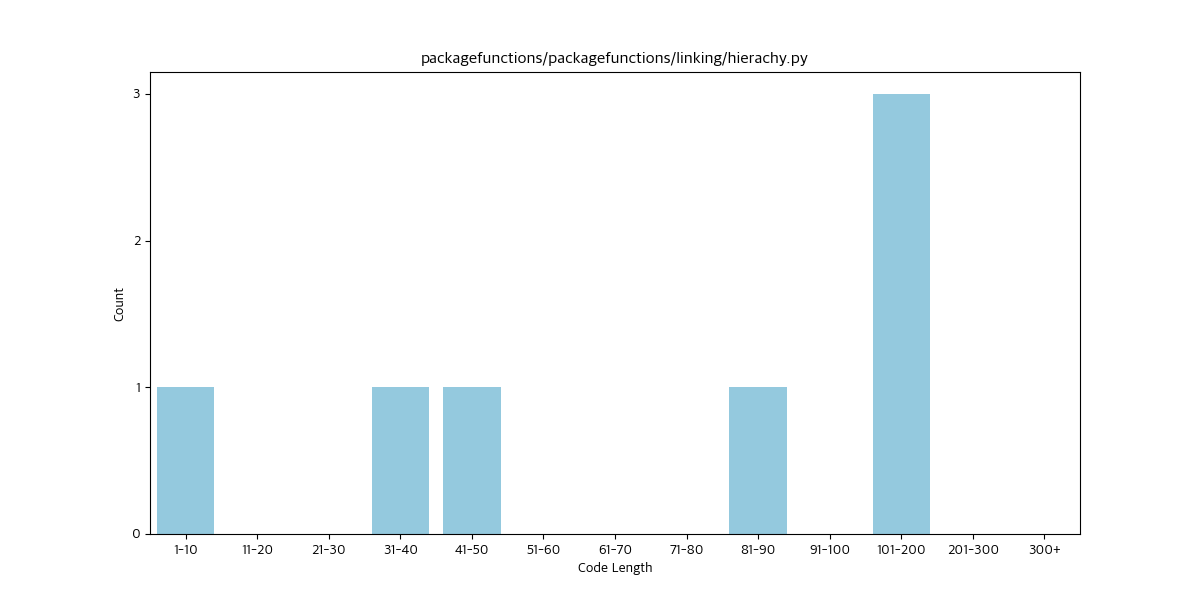 packagefunctions/packagefunctions/linking/hierachy.py
3
2
1
0
Count
1-10 11-20 21-30 31-40 41-50 51-60 61-70 71-80 81-90 91-100 101-200 201-300 300+
Code Length